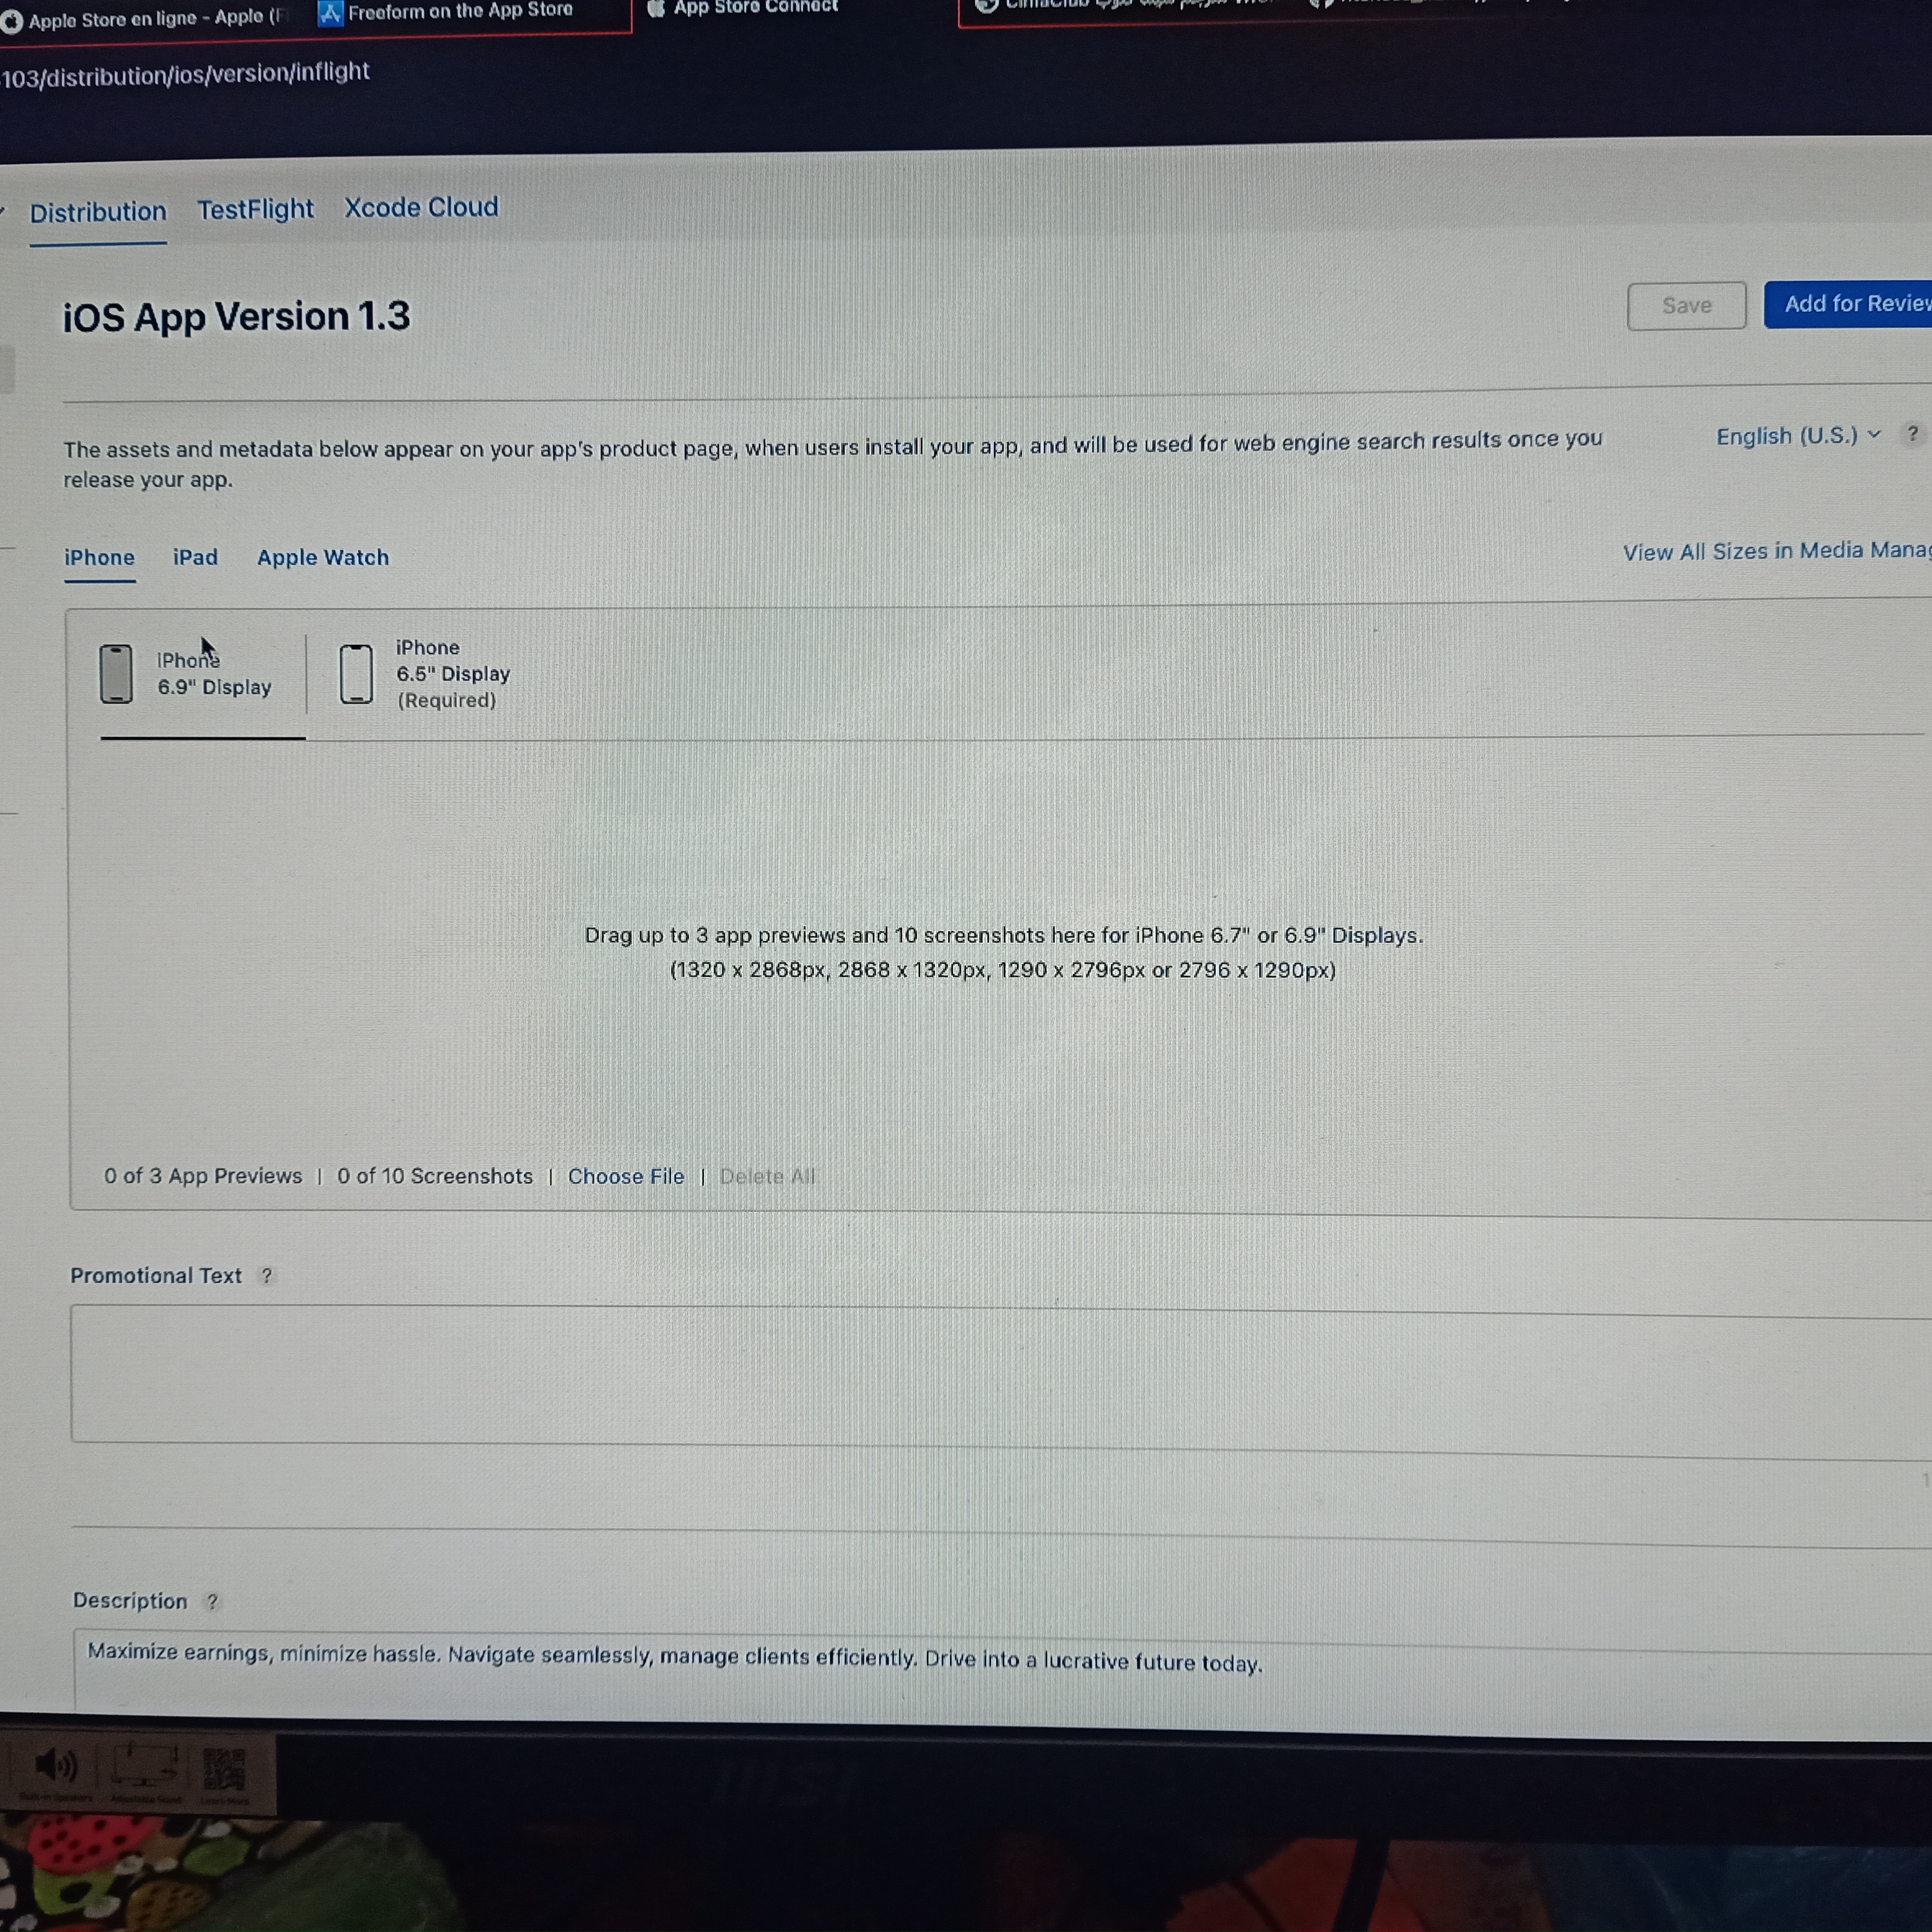 Apple Store en ligne - Apple (F
Freeform on the App Store
App Store Connect
103/distribution/ios/version/inflight
Distribution TestFlight Xcode Cloud
iOS App Version 1.3
Save
Add for Review
The assets and metadata below appear on your app's product page, when users install your app, and will be used for web engine search results once you
release your app.
English (U.S.)
?
iPhone iPad Apple Watch
View All Sizes in Media Manag
iPhone
6.9" Display
iPhone
6.5" Display
(Required)
Drag up to 3 app previews and 10 screenshots here for iPhone 6.7" or 6.9" Displays.
(1320 x 2868px, 2868 x 1320px, 1290 x 2796px or 2796 x 1290px)
0 of 3 App Previews | 0 of 10 Screenshots | Choose File | Delete All
Promotional Text ?
1
Description ?
Maximize earnings, minimize hassle. Navigate seamlessly, manage clients efficiently. Drive into a lucrative future today.